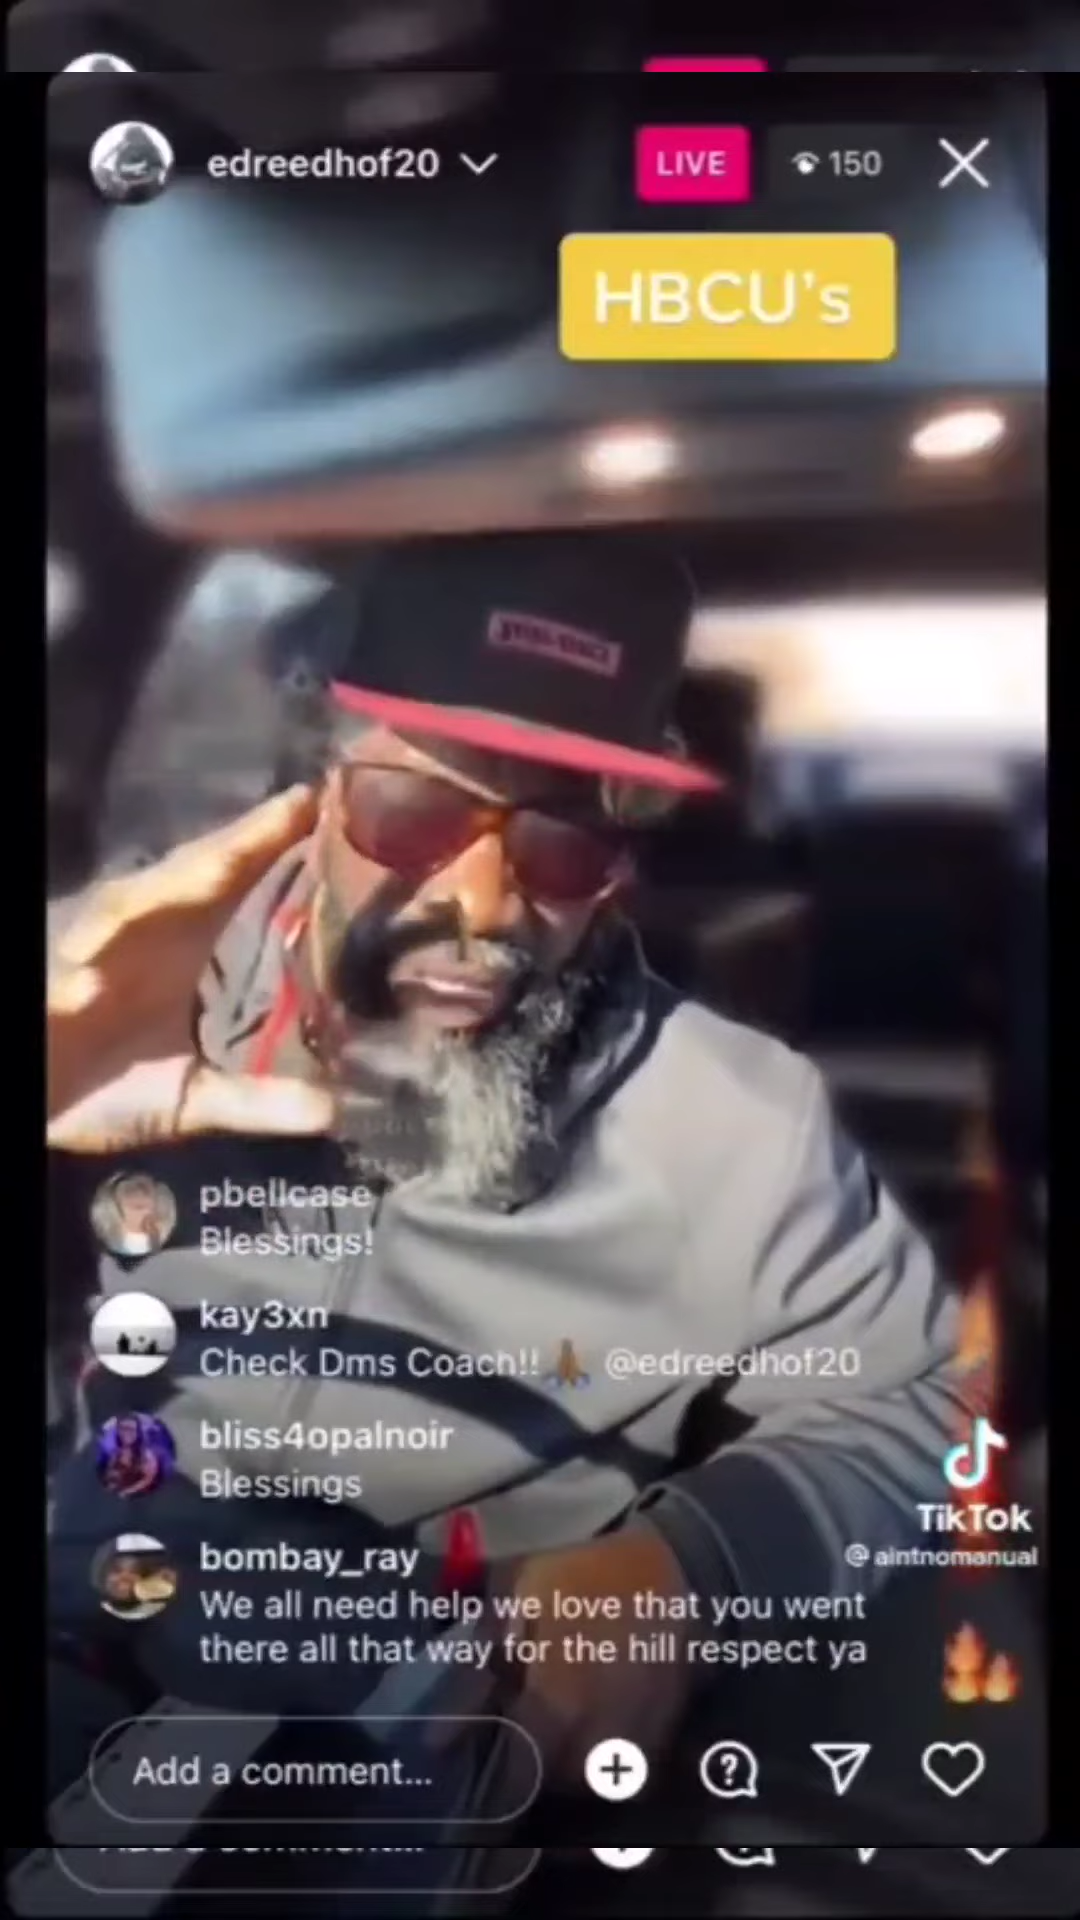 edreedhof20
LIVE
150
HBCU's
pbellcase
Blessings!
kay3xn
Check Dms Coach!! 🙏🏾 @edreedhof20
bliss4opalnoir
Blessings
bombay_ray
We all need help we love that you went
there all that way for the hill respect ya
TikTok
@aintnomanual
Add a comment...